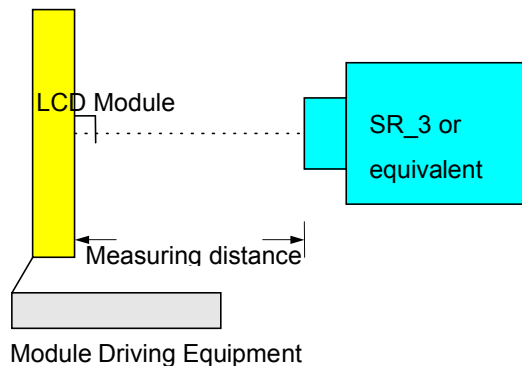 LCD Module
SR_3 or
equivalent
Measuring distance
Module Driving Equipment